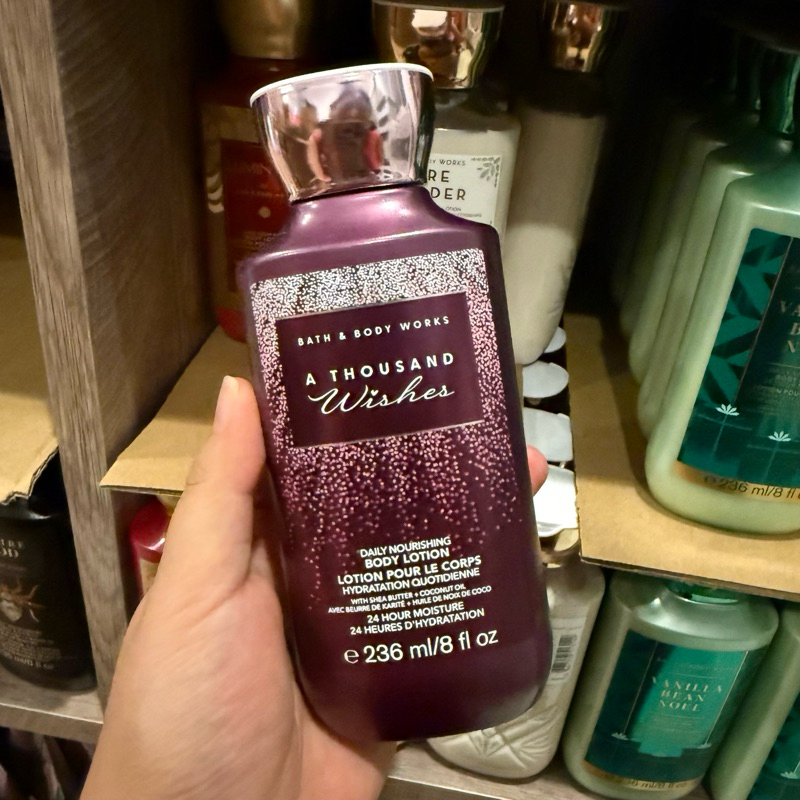 BATH & BODY WORKS
A THOUSAND
Wishes
DAILY NOURISHING
BODY LOTION
LOTION POUR LE CORPS
HYDRATATION QUOTIDIENNE
WITH SHEA BUTTER + COCONUT OIL
AVEC BEURRE DE KARITÉ + HUILE DE NOIX DE COCO
24 HOUR MOISTURE
24 HEURES D'HYDRATATION
e 236 ml/8 fl oz
WORKS
e 236 ml/8 fl
VANILLA
BEAN
NOEL